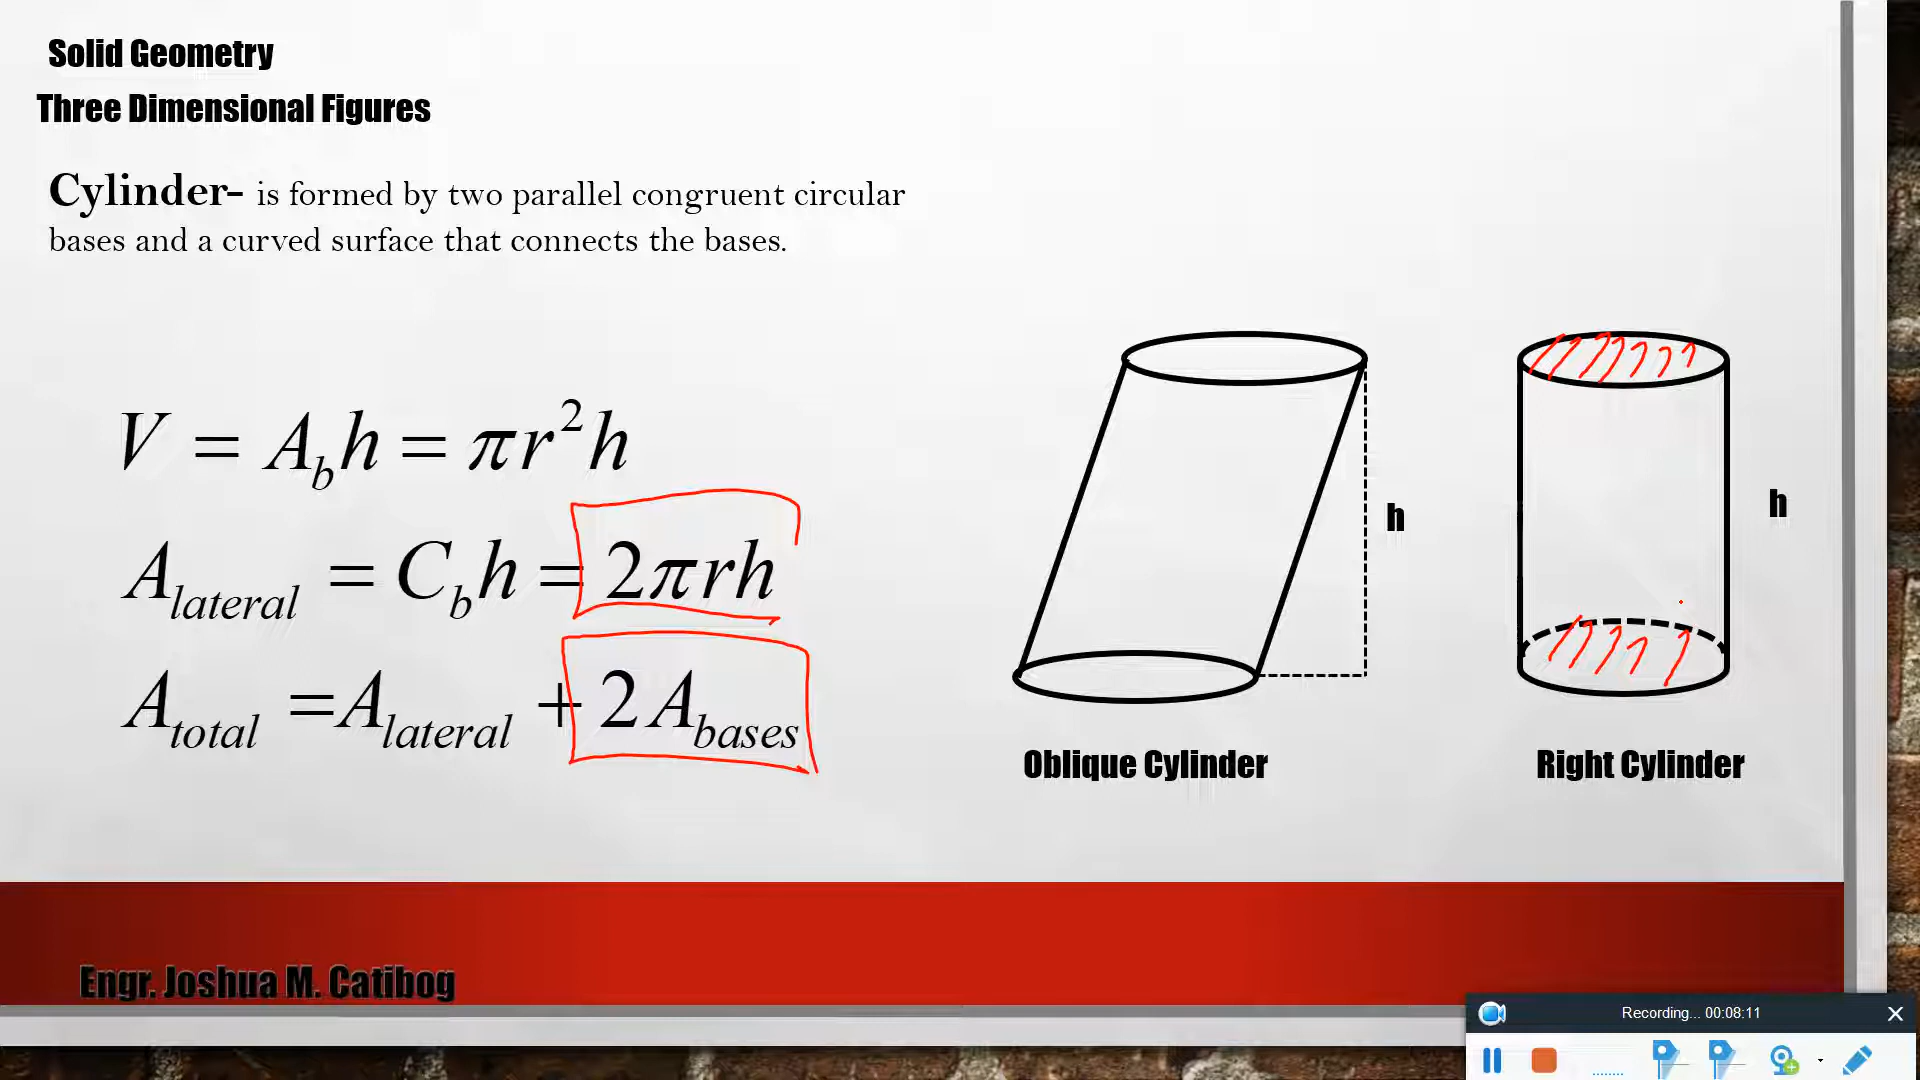 Solid Geometry
Three Dimensional Figures
Cylinder- is formed by two parallel congruent circular
bases and a curved surface that connects the bases.
V = A_b h = πr²h
A_lateral = C_b h = 2πrh
A_total = A_lateral + 2A_bases
h
h
Oblique Cylinder
Right Cylinder
Engr. Joshua M. Catibog
Recording... 00:08:11